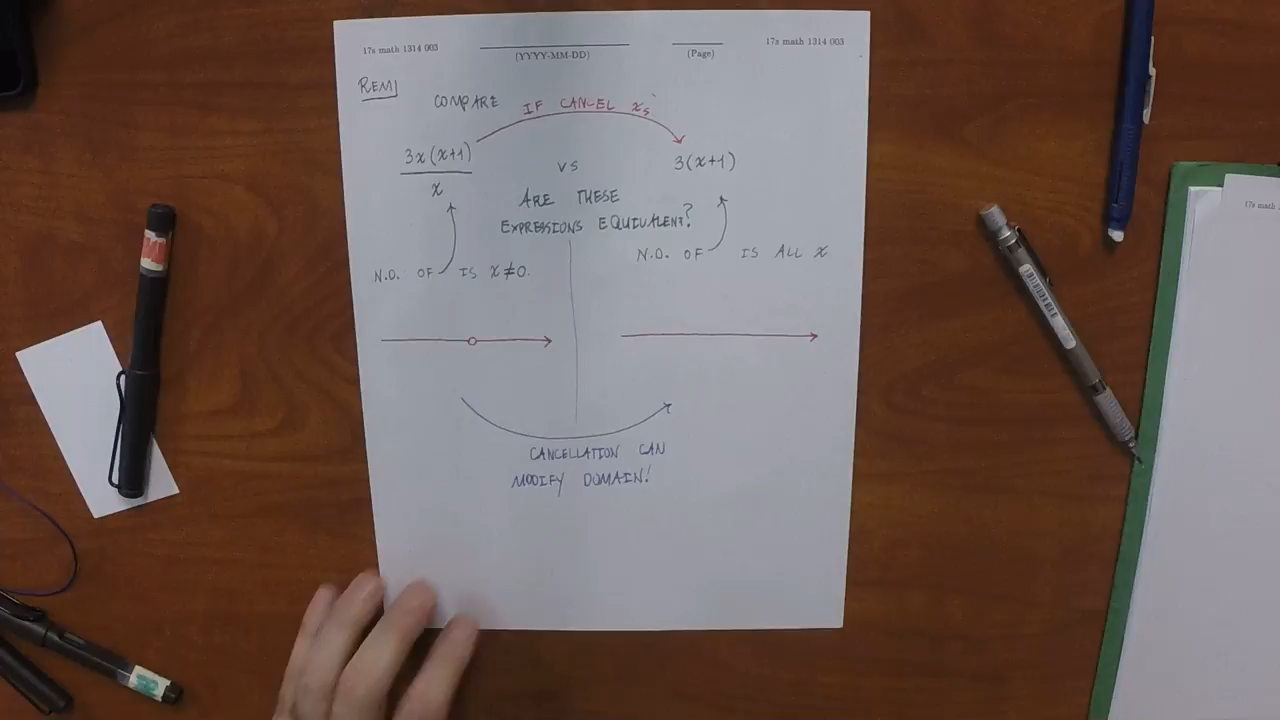 17s math 1314 003
(YYYY-MM-DD)
(Page)
17s math 1314 003
REM
COMPARE IF CANCEL xs
3x(x+1)
x
vs
3(x+1)
ARE THESE
EXPRESSIONS EQUIVALENT?
N.D. OF IS x≠0.
N.D. OF IS ALL x
CANCELLATION CAN
MODIFY DOMAIN!